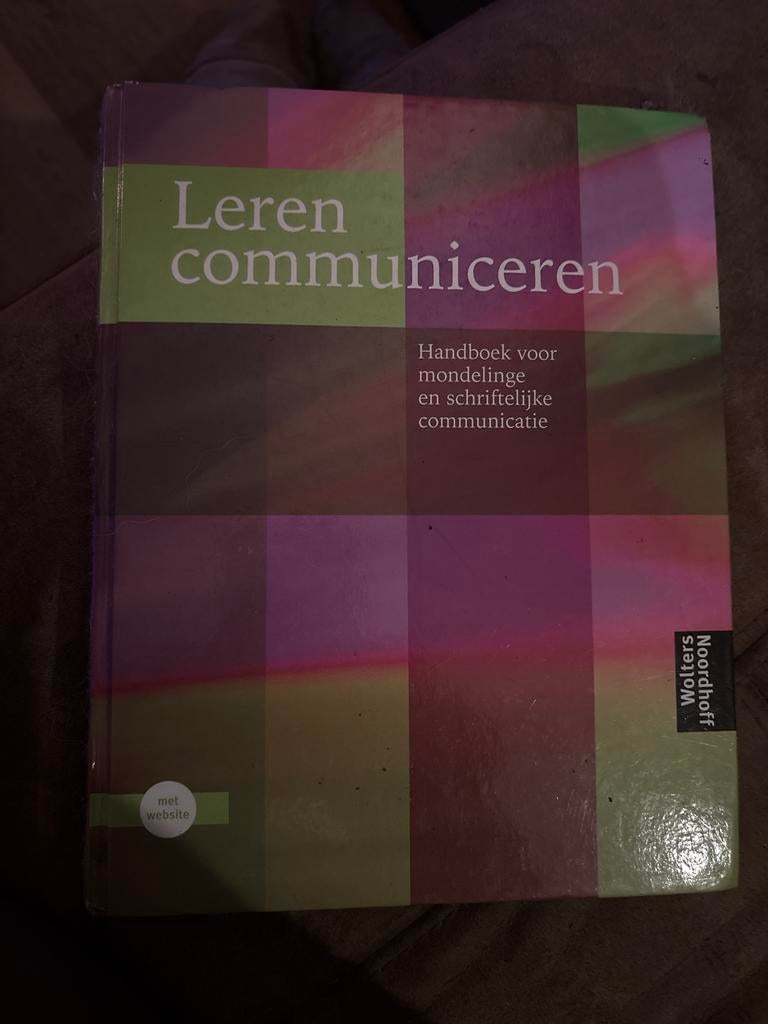 Leren
communiceren
Handboek voor
mondelinge
en schriftelijke
communicatie
Wolters
Noordhoff
met
website